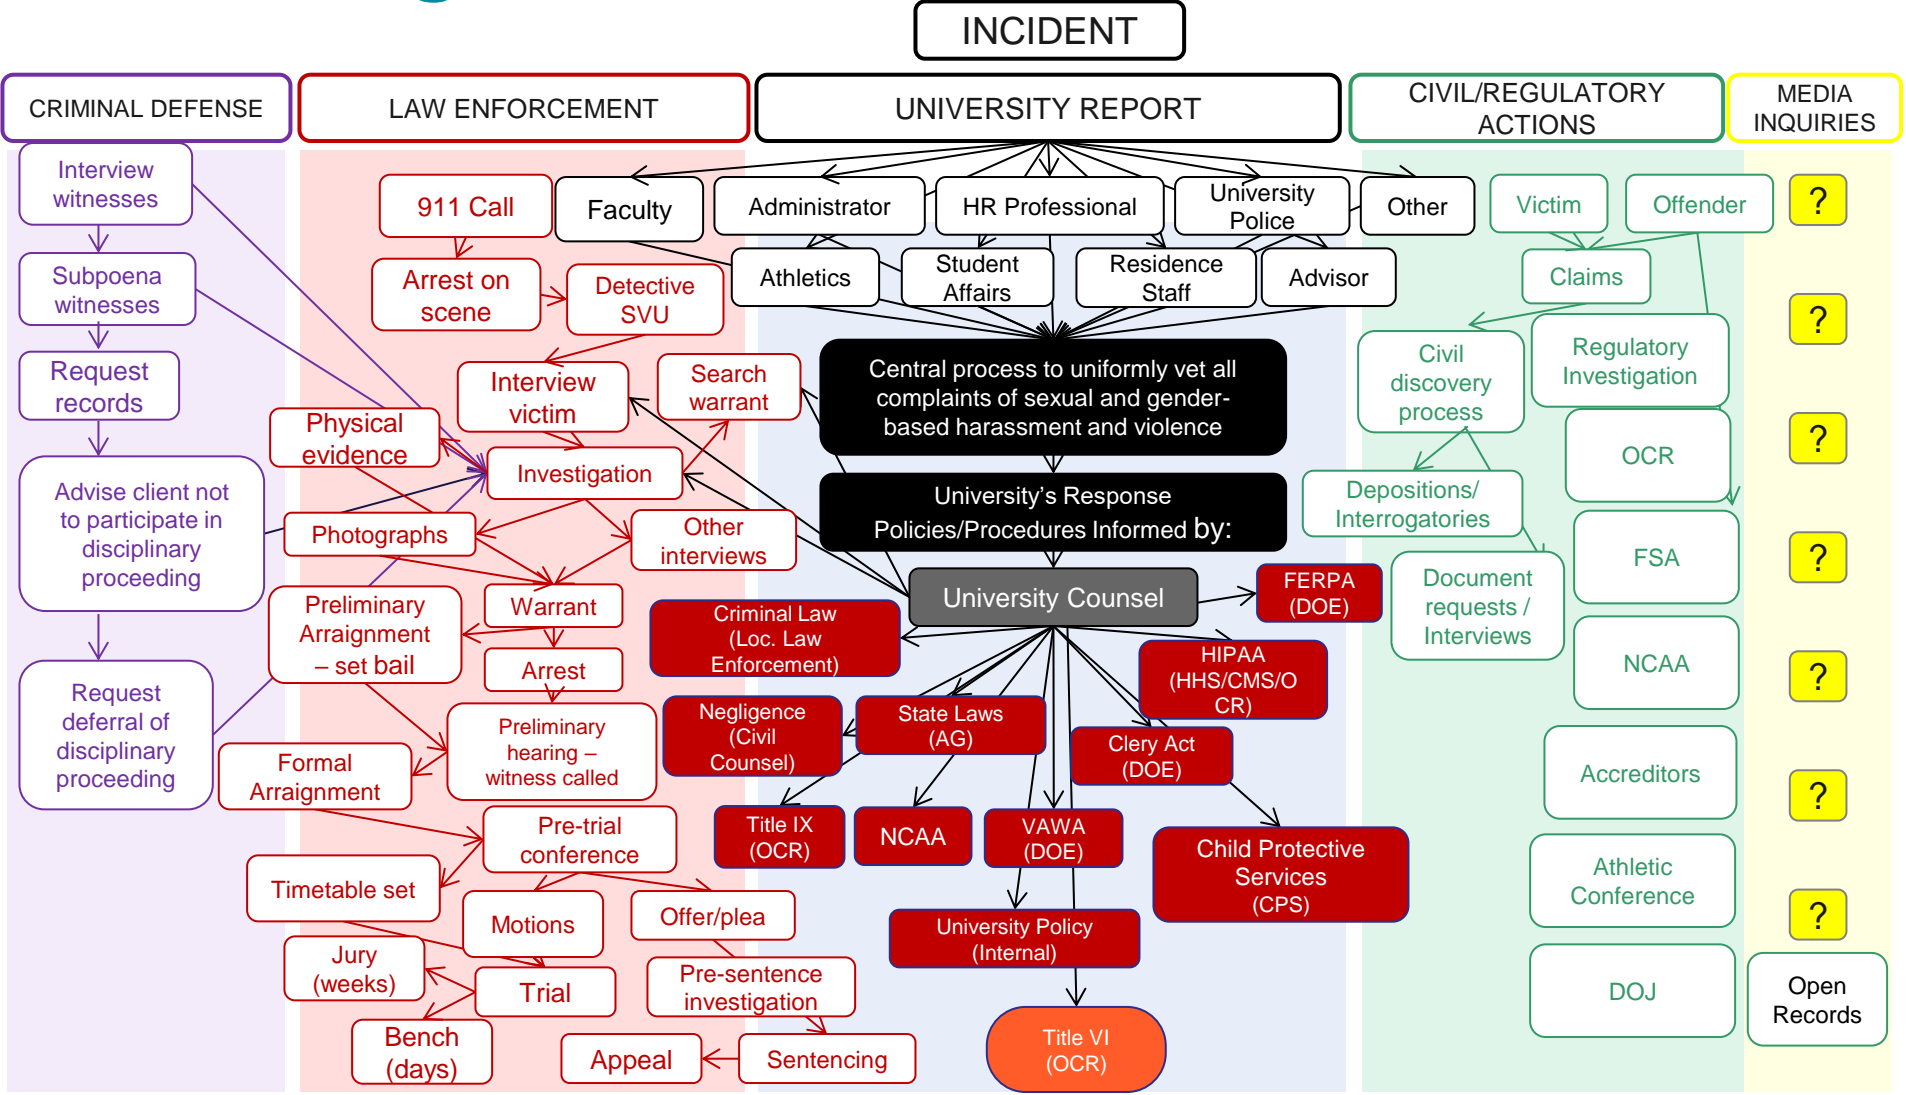 INCIDENT
CRIMINAL DEFENSE
LAW ENFORCEMENT
UNIVERSITY REPORT
CIVIL/REGULATORY
ACTIONS
MEDIA
INQUIRIES
Interview
witnesses
Subpoena
witnesses
Request
records
Advise client not
to participate in
disciplinary
proceeding
Request
deferral of
disciplinary
proceeding
911 Call
Arrest on
scene
Detective
SVU
Interview
victim
Search
warrant
Physical
evidence
Investigation
Photographs
Other
interviews
Warrant
Preliminary
Arraignment
– set bail
Arrest
Preliminary
hearing –
witness called
Formal
Arraignment
Pre-trial
conference
Timetable set
Motions
Offer/plea
Jury
(weeks)
Trial
Pre-sentence
investigation
Bench
(days)
Appeal
Sentencing
Faculty
Administrator
HR Professional
University
Police
Other
Athletics
Student
Affairs
Residence
Staff
Advisor
Central process to uniformly vet all
complaints of sexual and gender-
based harassment and violence
University’s Response
Policies/Procedures Informed by:
University Counsel
FERPA
(DOE)
Criminal Law
(Loc. Law
Enforcement)
HIPAA
(HHS/CMS/O
CR)
Negligence
(Civil
Counsel)
State Laws
(AG)
Clery Act
(DOE)
Title IX
(OCR)
NCAA
VAWA
(DOE)
Child Protective
Services
(CPS)
University Policy
(Internal)
Title VI
(OCR)
Victim
Offender
Claims
Civil
discovery
process
Regulatory
Investigation
OCR
Depositions/
Interrogatories
FSA
Document
requests /
Interviews
NCAA
Accreditors
Athletic
Conference
DOJ
?
?
?
?
?
?
?
Open
Records